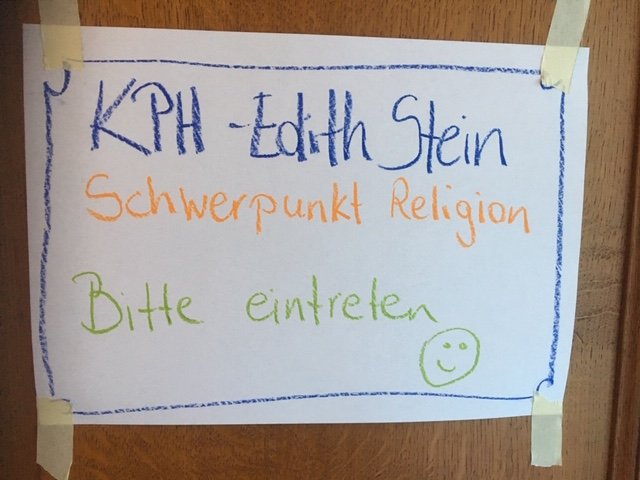 KPH - Edith Stein
Schwerpunkt Religion
Bitte eintreten